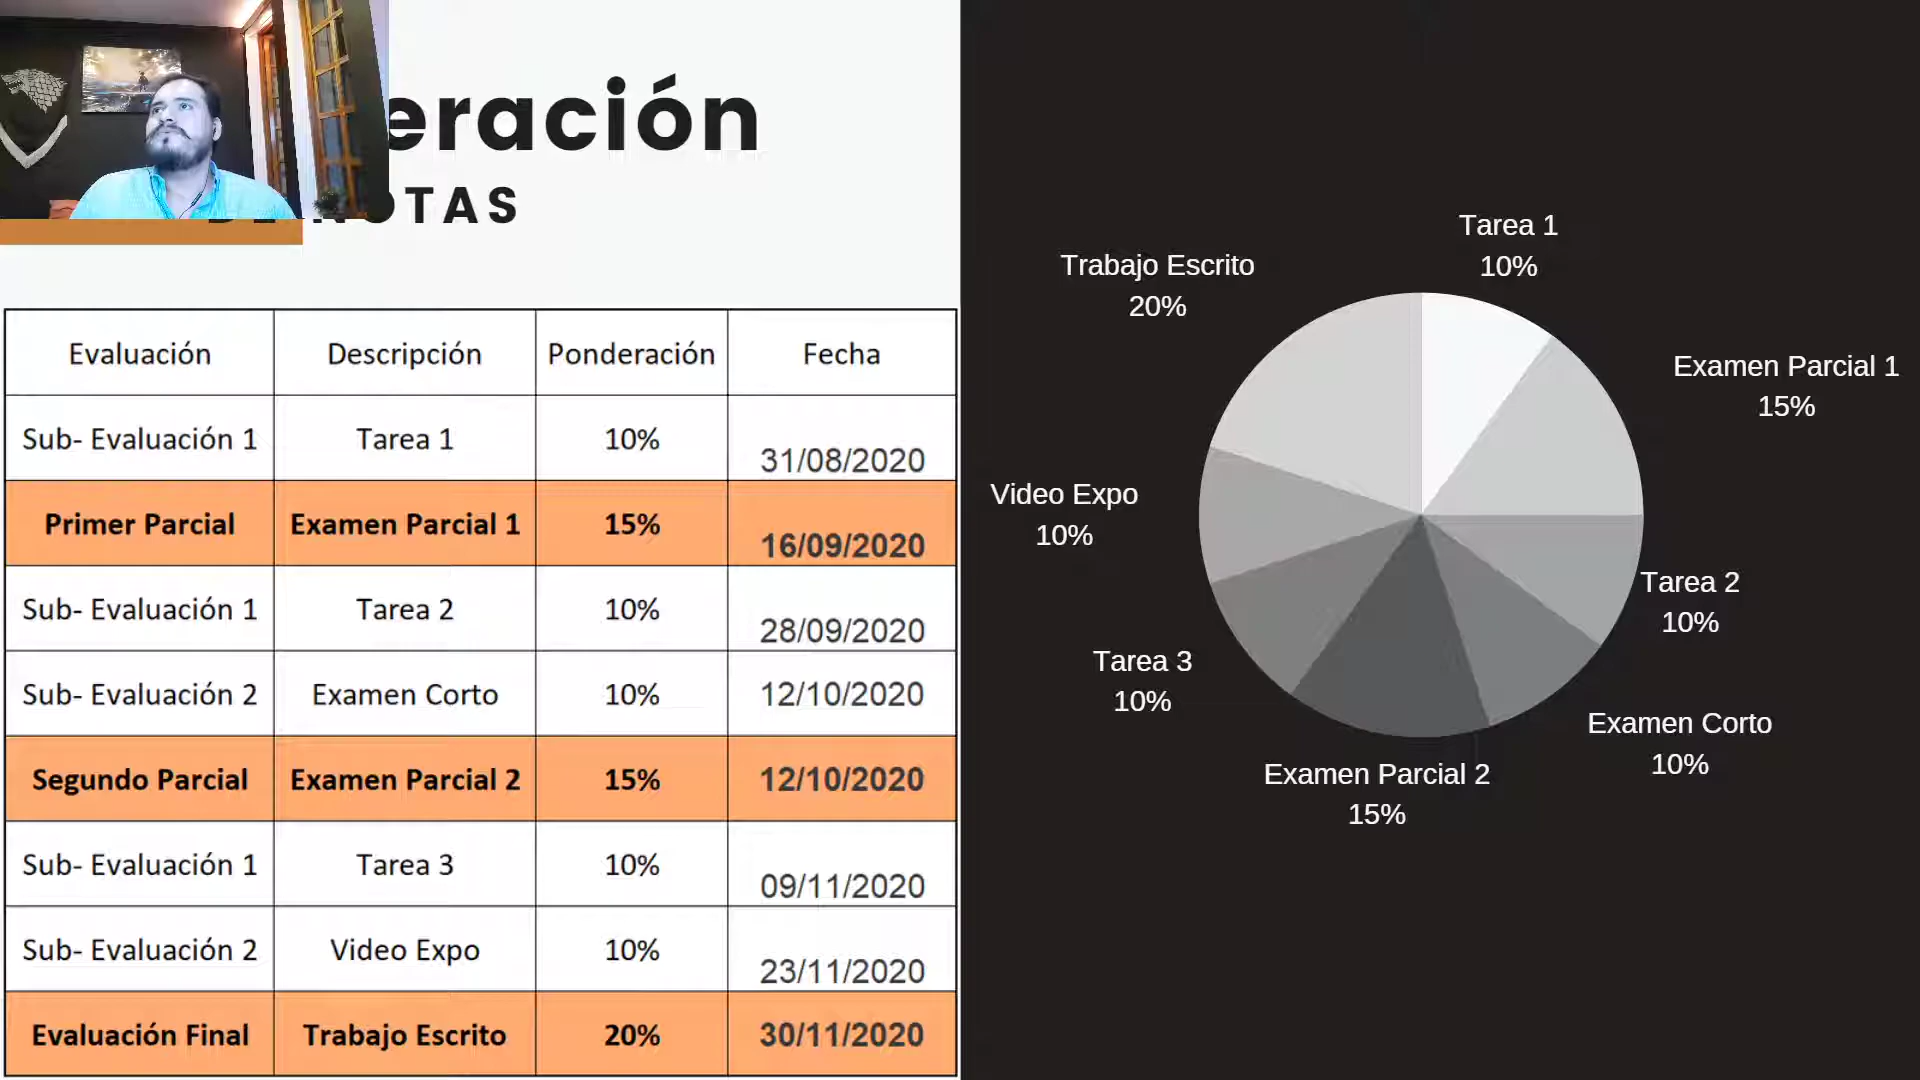 eración
OTAS
Evaluación Descripción Ponderación Fecha
Sub- Evaluación 1 Tarea 1 10% 31/08/2020
Primer Parcial Examen Parcial 1 15% 16/09/2020
Sub- Evaluación 1 Tarea 2 10% 28/09/2020
Sub- Evaluación 2 Examen Corto 10% 12/10/2020
Segundo Parcial Examen Parcial 2 15% 12/10/2020
Sub- Evaluación 1 Tarea 3 10% 09/11/2020
Sub- Evaluación 2 Video Expo 10% 23/11/2020
Evaluación Final Trabajo Escrito 20% 30/11/2020
Tarea 1
10%
Trabajo Escrito
20%
Examen Parcial 1
15%
Video Expo
10%
Tarea 2
10%
Tarea 3
10%
Examen Corto
10%
Examen Parcial 2
15%